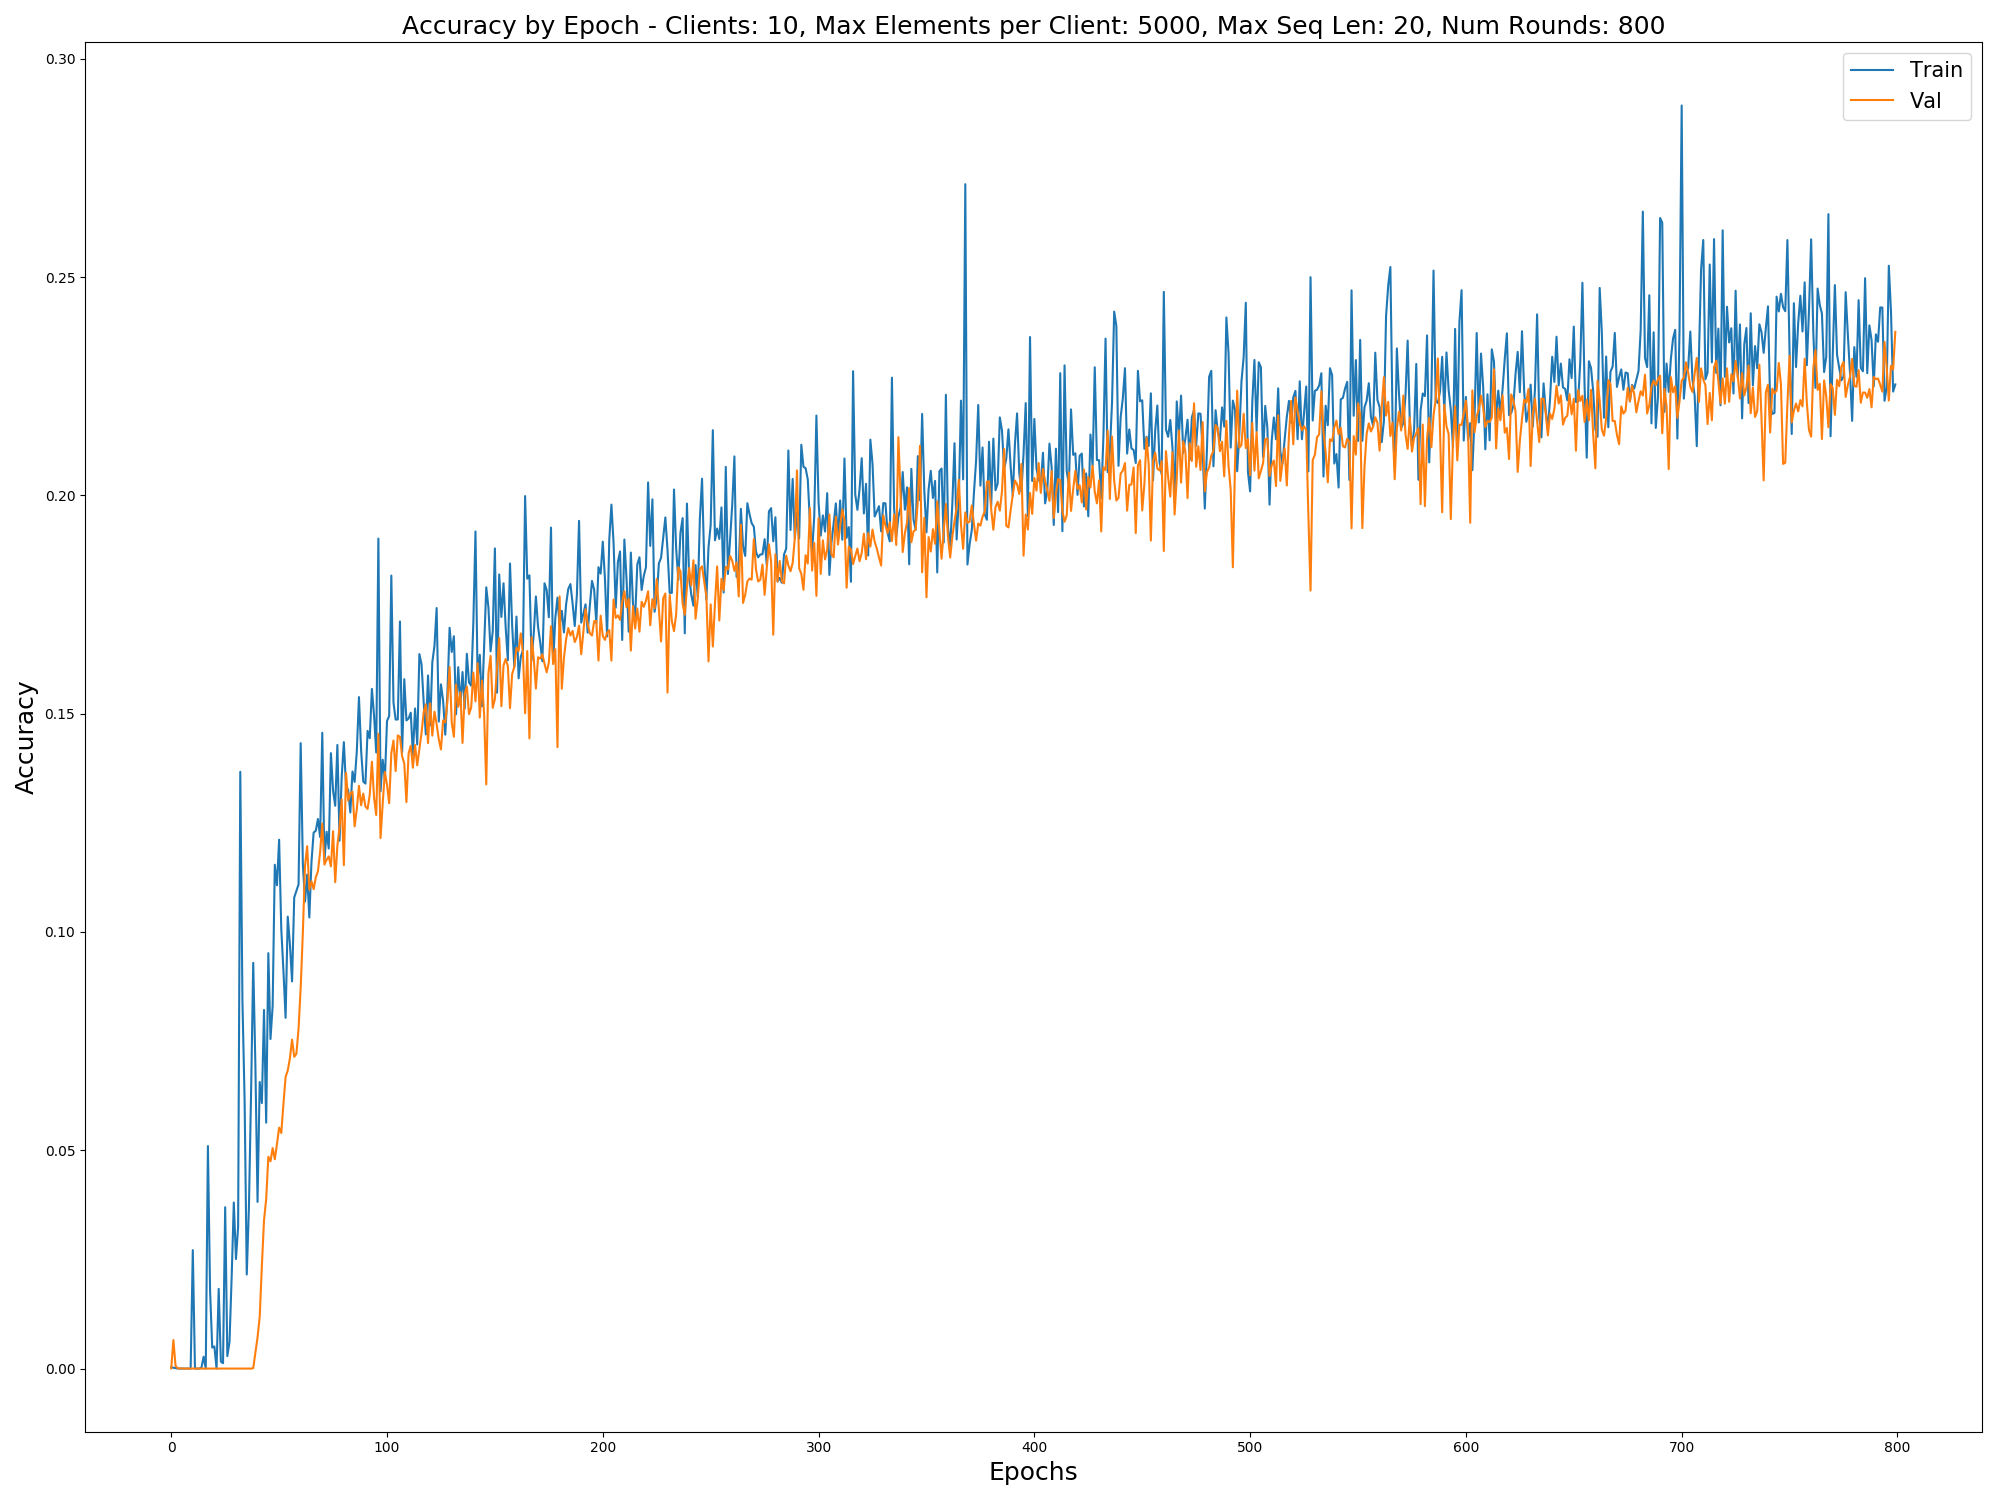 Accuracy by Epoch - Clients: 10, Max Elements per Client: 5000, Max Seq Len: 20, Num Rounds: 800
Train
Val
0.30
0.25
0.20
0.15
0.10
0.05
0.00
Accuracy
0 100 200 300 400 500 600 700 800
Epochs